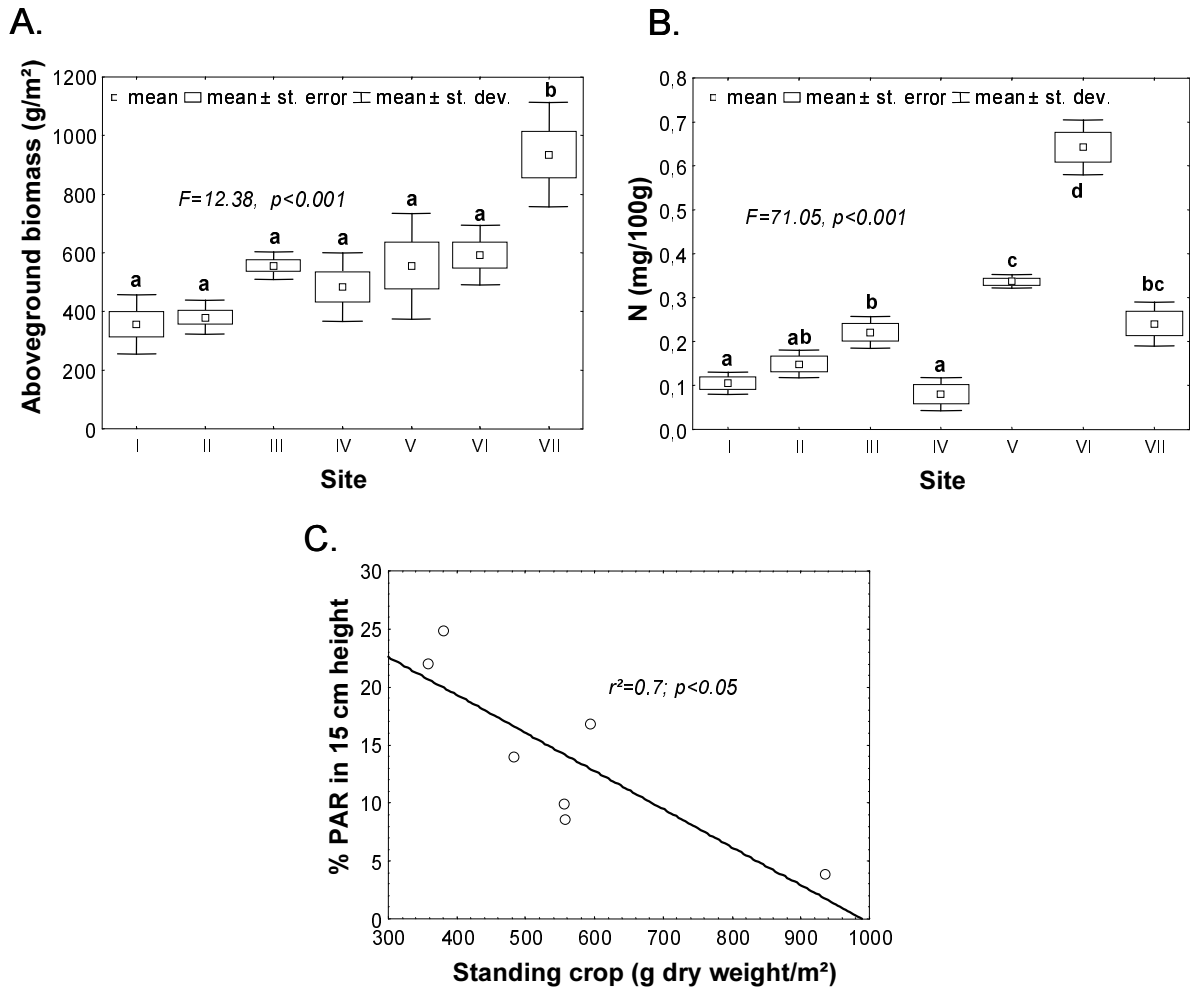 A.
Aboveground biomass (g/m²)
1200
1000
800
600
400
200
0
mean mean± st. error mean± st. dev.
F=12.38, p<0.001
a
a
a
a
a
a
b
I II III IV V VI VII
Site
B.
N (mg/100g)
0,8
0,7
0,6
0,5
0,4
0,3
0,2
0,1
0,0
mean mean± st. error mean± st. dev.
F=71.05, p<0.001
a
ab
b
a
c
d
bc
I II III IV V VI VII
Site
C.
% PAR in 15 cm height
30
25
20
15
10
5
0
r²=0.7; p<0.05
300 400 500 600 700 800 900 1000
Standing crop (g dry weight/m²)